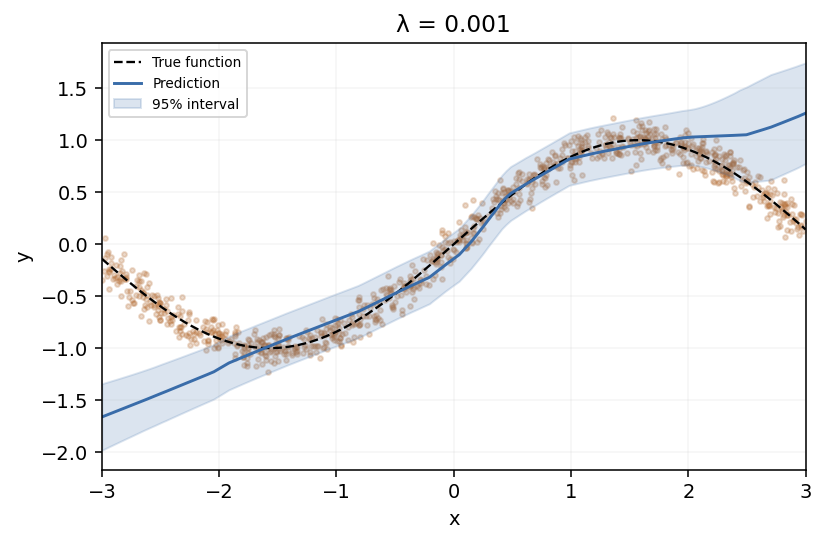 λ = 0.001
True function
Prediction
95% interval
1.5
1.0
0.5
0.0
−0.5
−1.0
−1.5
−2.0
y
−3 −2 −1 0 1 2 3
x